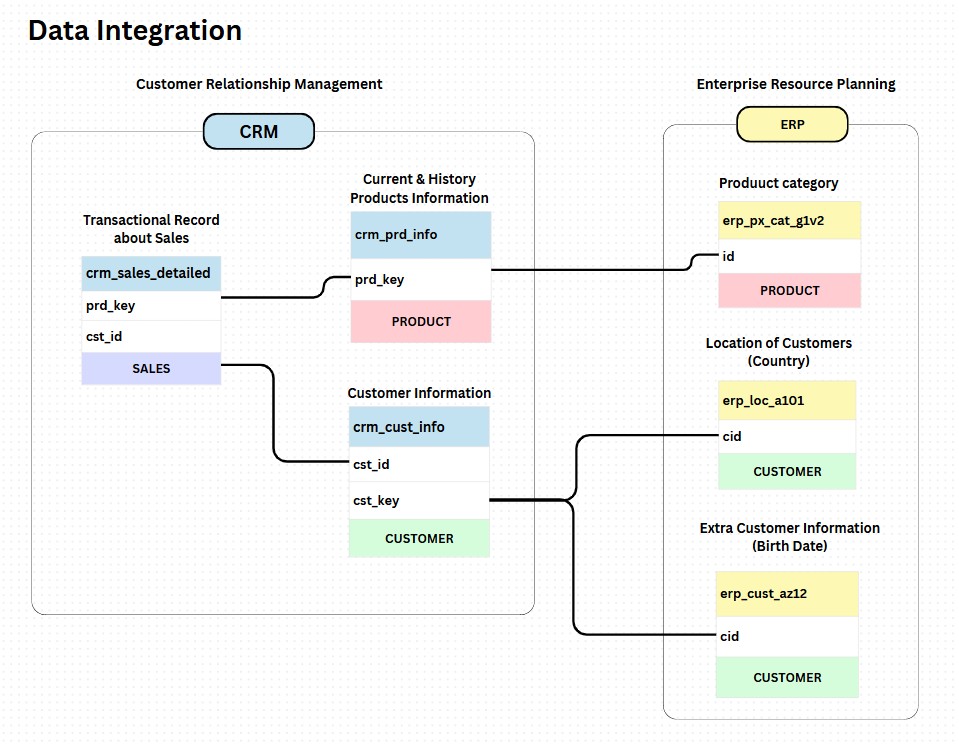 Data Integration
Customer Relationship Management
CRM
Transactional Record
about Sales
crm_sales_detailed
prd_key
cst_id
SALES
Current & History
Products Information
crm_prd_info
prd_key
PRODUCT
Customer Information
crm_cust_info
cst_id
cst_key
CUSTOMER
Enterprise Resource Planning
ERP
Produuct category
erp_px_cat_g1v2
id
PRODUCT
Location of Customers
(Country)
erp_loc_a101
cid
CUSTOMER
Extra Customer Information
(Birth Date)
erp_cust_az12
cid
CUSTOMER